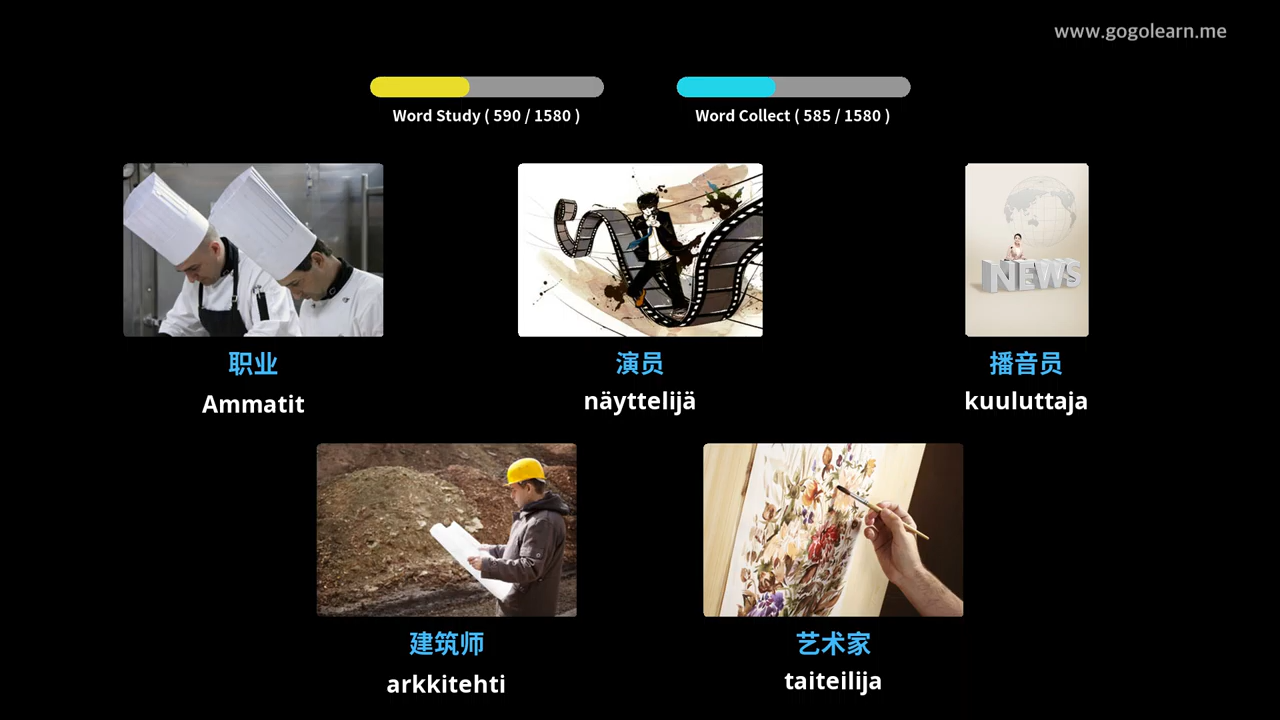 www.gogolearn.me
Word Study ( 590 / 1580 )
Word Collect ( 585 / 1580 )
NEWS
职业
Ammatit
演员
näyttelijä
播音员
kuuluttaja
建筑师
arkkitehti
艺术家
taiteilija